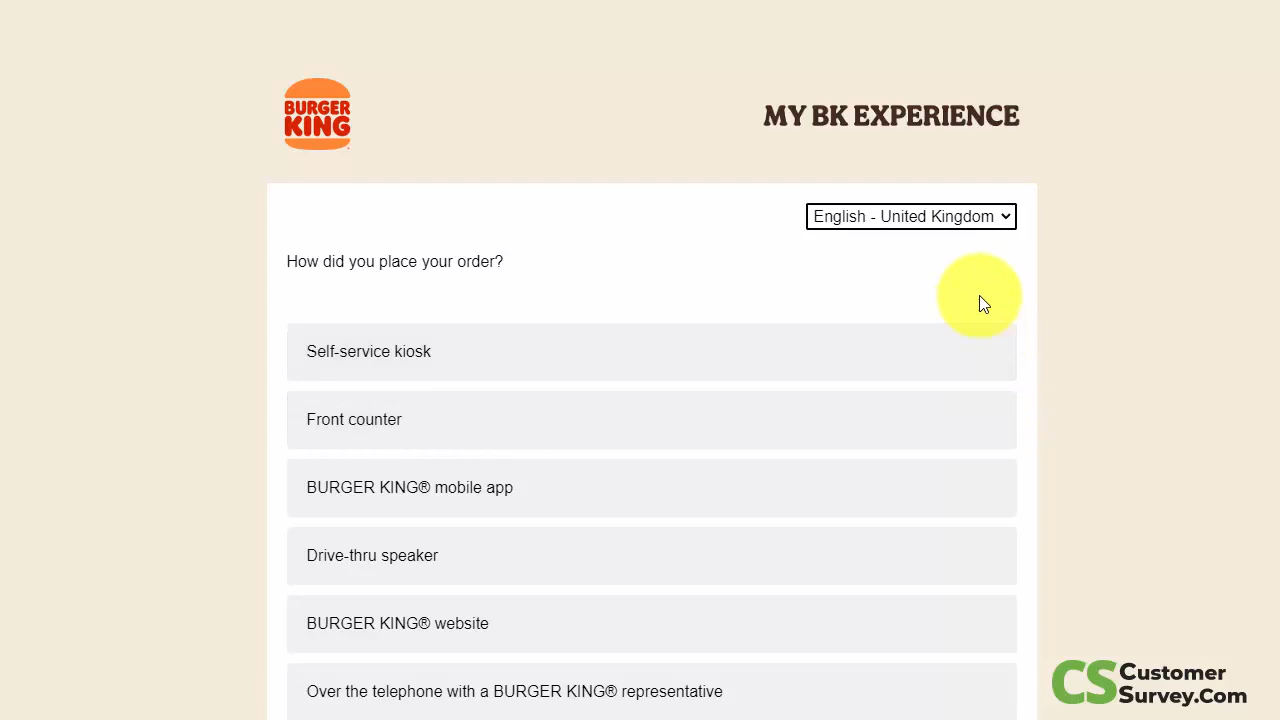 BURGER
KING
MY BK EXPERIENCE
English - United Kingdom
How did you place your order?
Self-service kiosk
Front counter
BURGER KING® mobile app
Drive-thru speaker
BURGER KING® website
Over the telephone with a BURGER KING® representative
CS Customer
Survey.Com